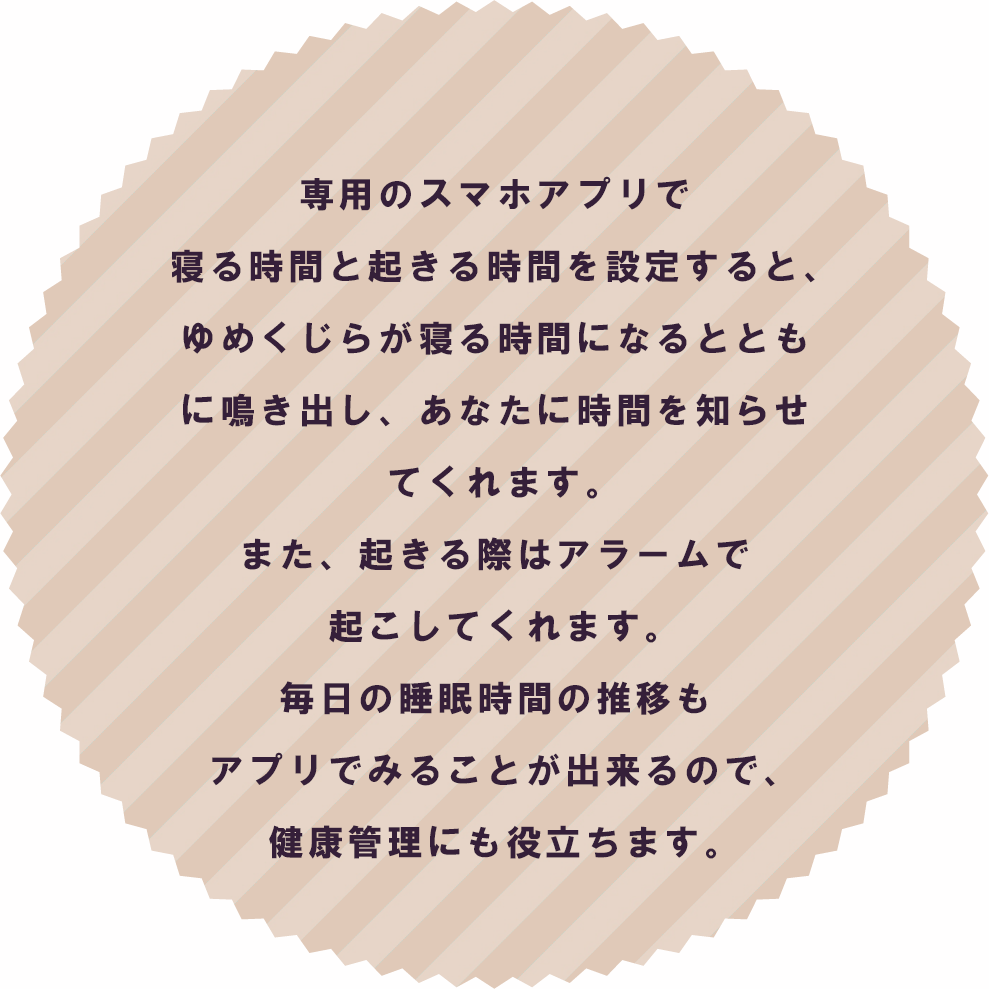 専用のスマホアプリで
寝る時間と起きる時間を設定すると、
ゆめくじらが寝る時間になるととも
に鳴き出し、あなたに時間を知らせ
てくれます。
また、起きる際はアラームで
起こしてくれます。
毎日の睡眠時間の推移も
アプリでみることが出来るので、
健康管理にも役立ちます。